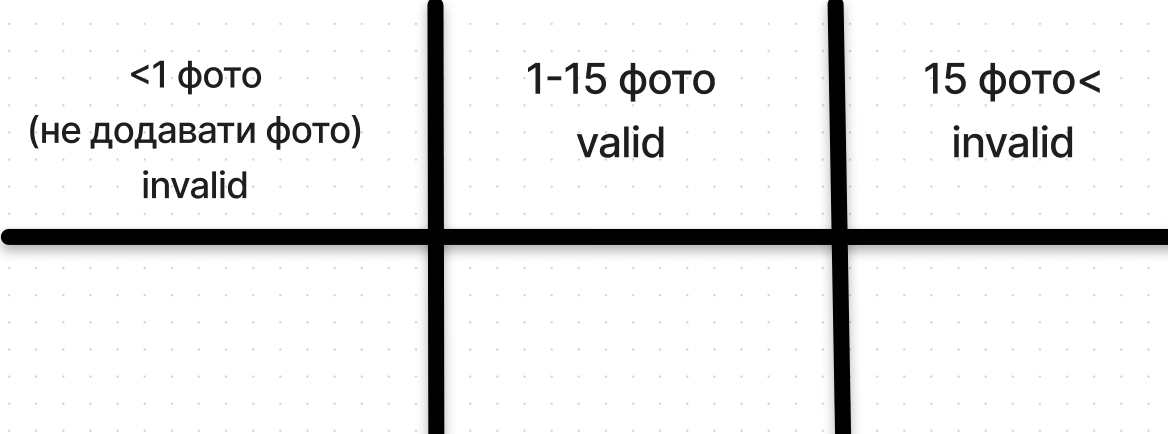 <1 фото
(не додавати фото)
invalid
1-15 фото
valid
15 фото<
invalid